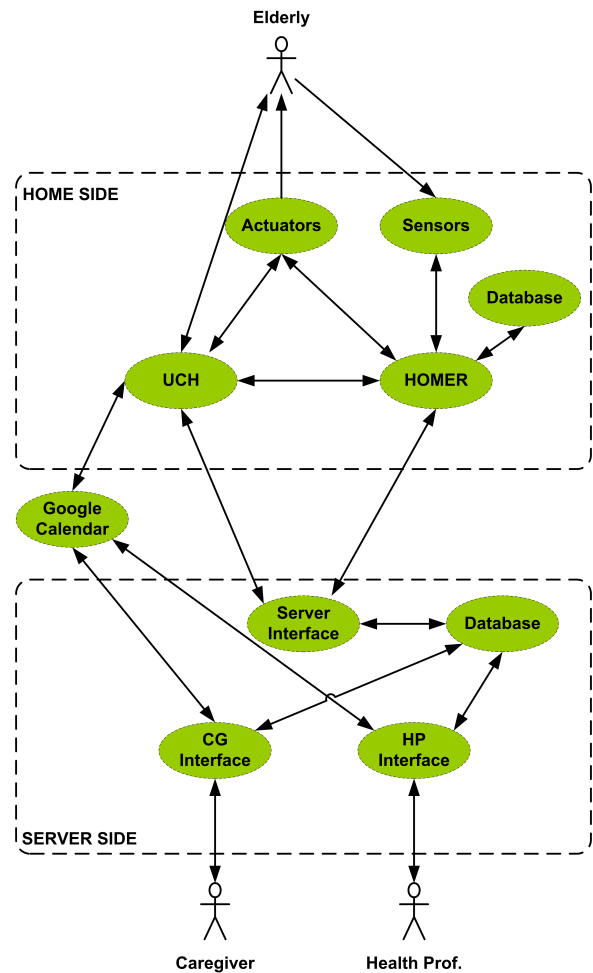 Elderly
HOME SIDE
Actuators
Sensors
Database
UCH
HOMER
Google
Calendar
Server
Interface
Database
CG
Interface
HP
Interface
SERVER SIDE
Caregiver
Health Prof.